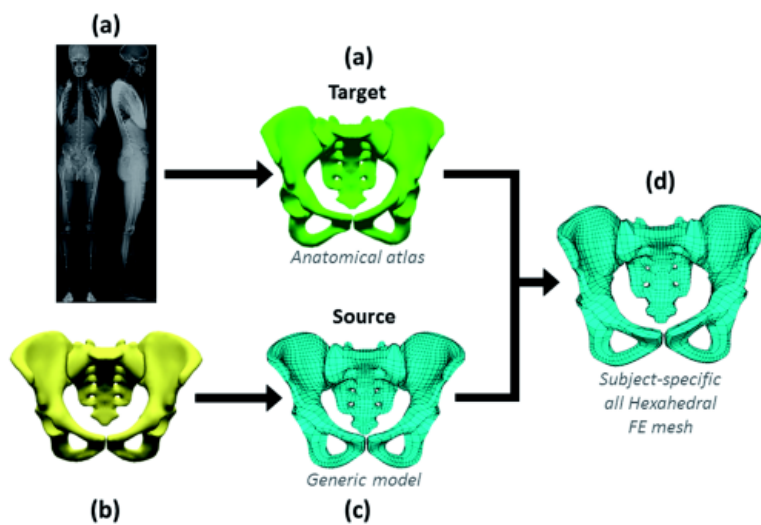 (a)
(a)
Target
Anatomical atlas
(d)
Source
Subject-specific
all Hexahedral
FE mesh
Generic model
(b)
(c)